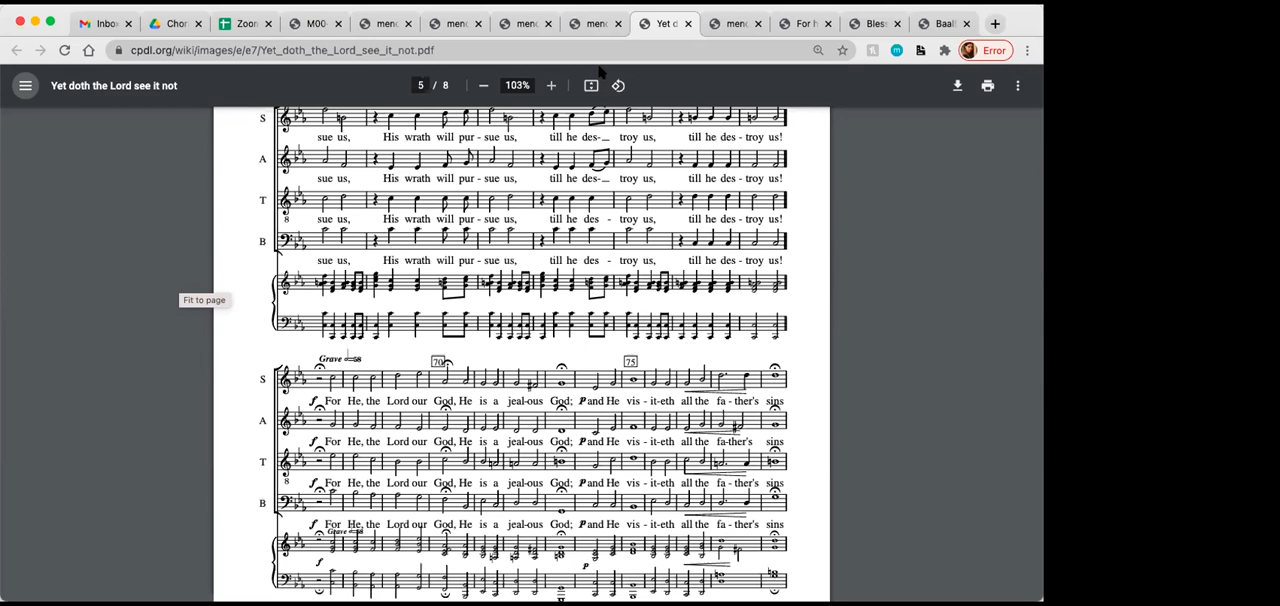 Inbox Chor Zoom M00- menc menc menc menc Yet d menc For h Bless Baal
cpdl.org/wiki/images/e/e7/Yet_doth_the_Lord_see_it_not.pdf Error
Yet doth the Lord see it not 5 / 8 103%
S
sue us, His wrath will pur - sue us, till he des- troy us, till he des - troy us!
A
sue us, His wrath will pur - sue us, till he des- troy us, till he des - troy us!
T
8
sue us, His wrath will pur - sue us, till he des - troy us, till he des - troy us!
B
sue us, His wrath will pur - sue us, till he des - troy us, till he des - troy us!
Fit to page
Grave =58 70 75
S
f For He, the Lord our God, He is a jeal-ous God; p and He vis - it-eth all the fa - ther's sins
A
f For He, the Lord our God, He is a jeal-ous God; p and He vis - it-eth all the fa-ther's sins
T
8
f For He, the Lord our God, He is a jeal-ous God; p and He vis - it-eth all the fa - ther's sins
B
f For He, the Lord our God, He is a jeal-ous God; p and He vis - it-eth all the fa - ther's sins
Grave =58
f p